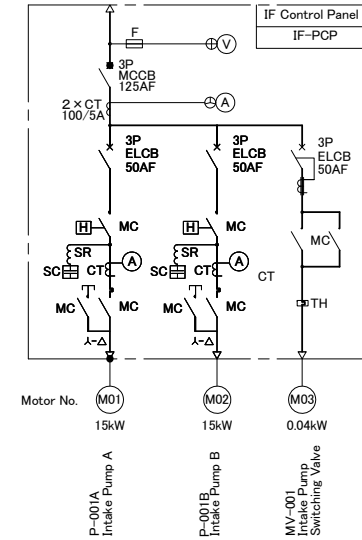 IF Control Panel
IF-PCP
F
V
3P
MCCB
125AF
2×CT
100/5A
A
3P
ELCB
50AF
3P
ELCB
50AF
3P
ELCB
50AF
H
MC
H
MC
MC
SR
SC
CT
A
SR
SC
CT
A
CT
MC
MC
MC
MC
TH
⅄-△
⅄-△
Motor No.
M01
M02
M03
15kW
15kW
0.04kW
P-001A
Intake Pump A
P-001B
Intake Pump B
MV-001
Intake Pump
Switching Valve